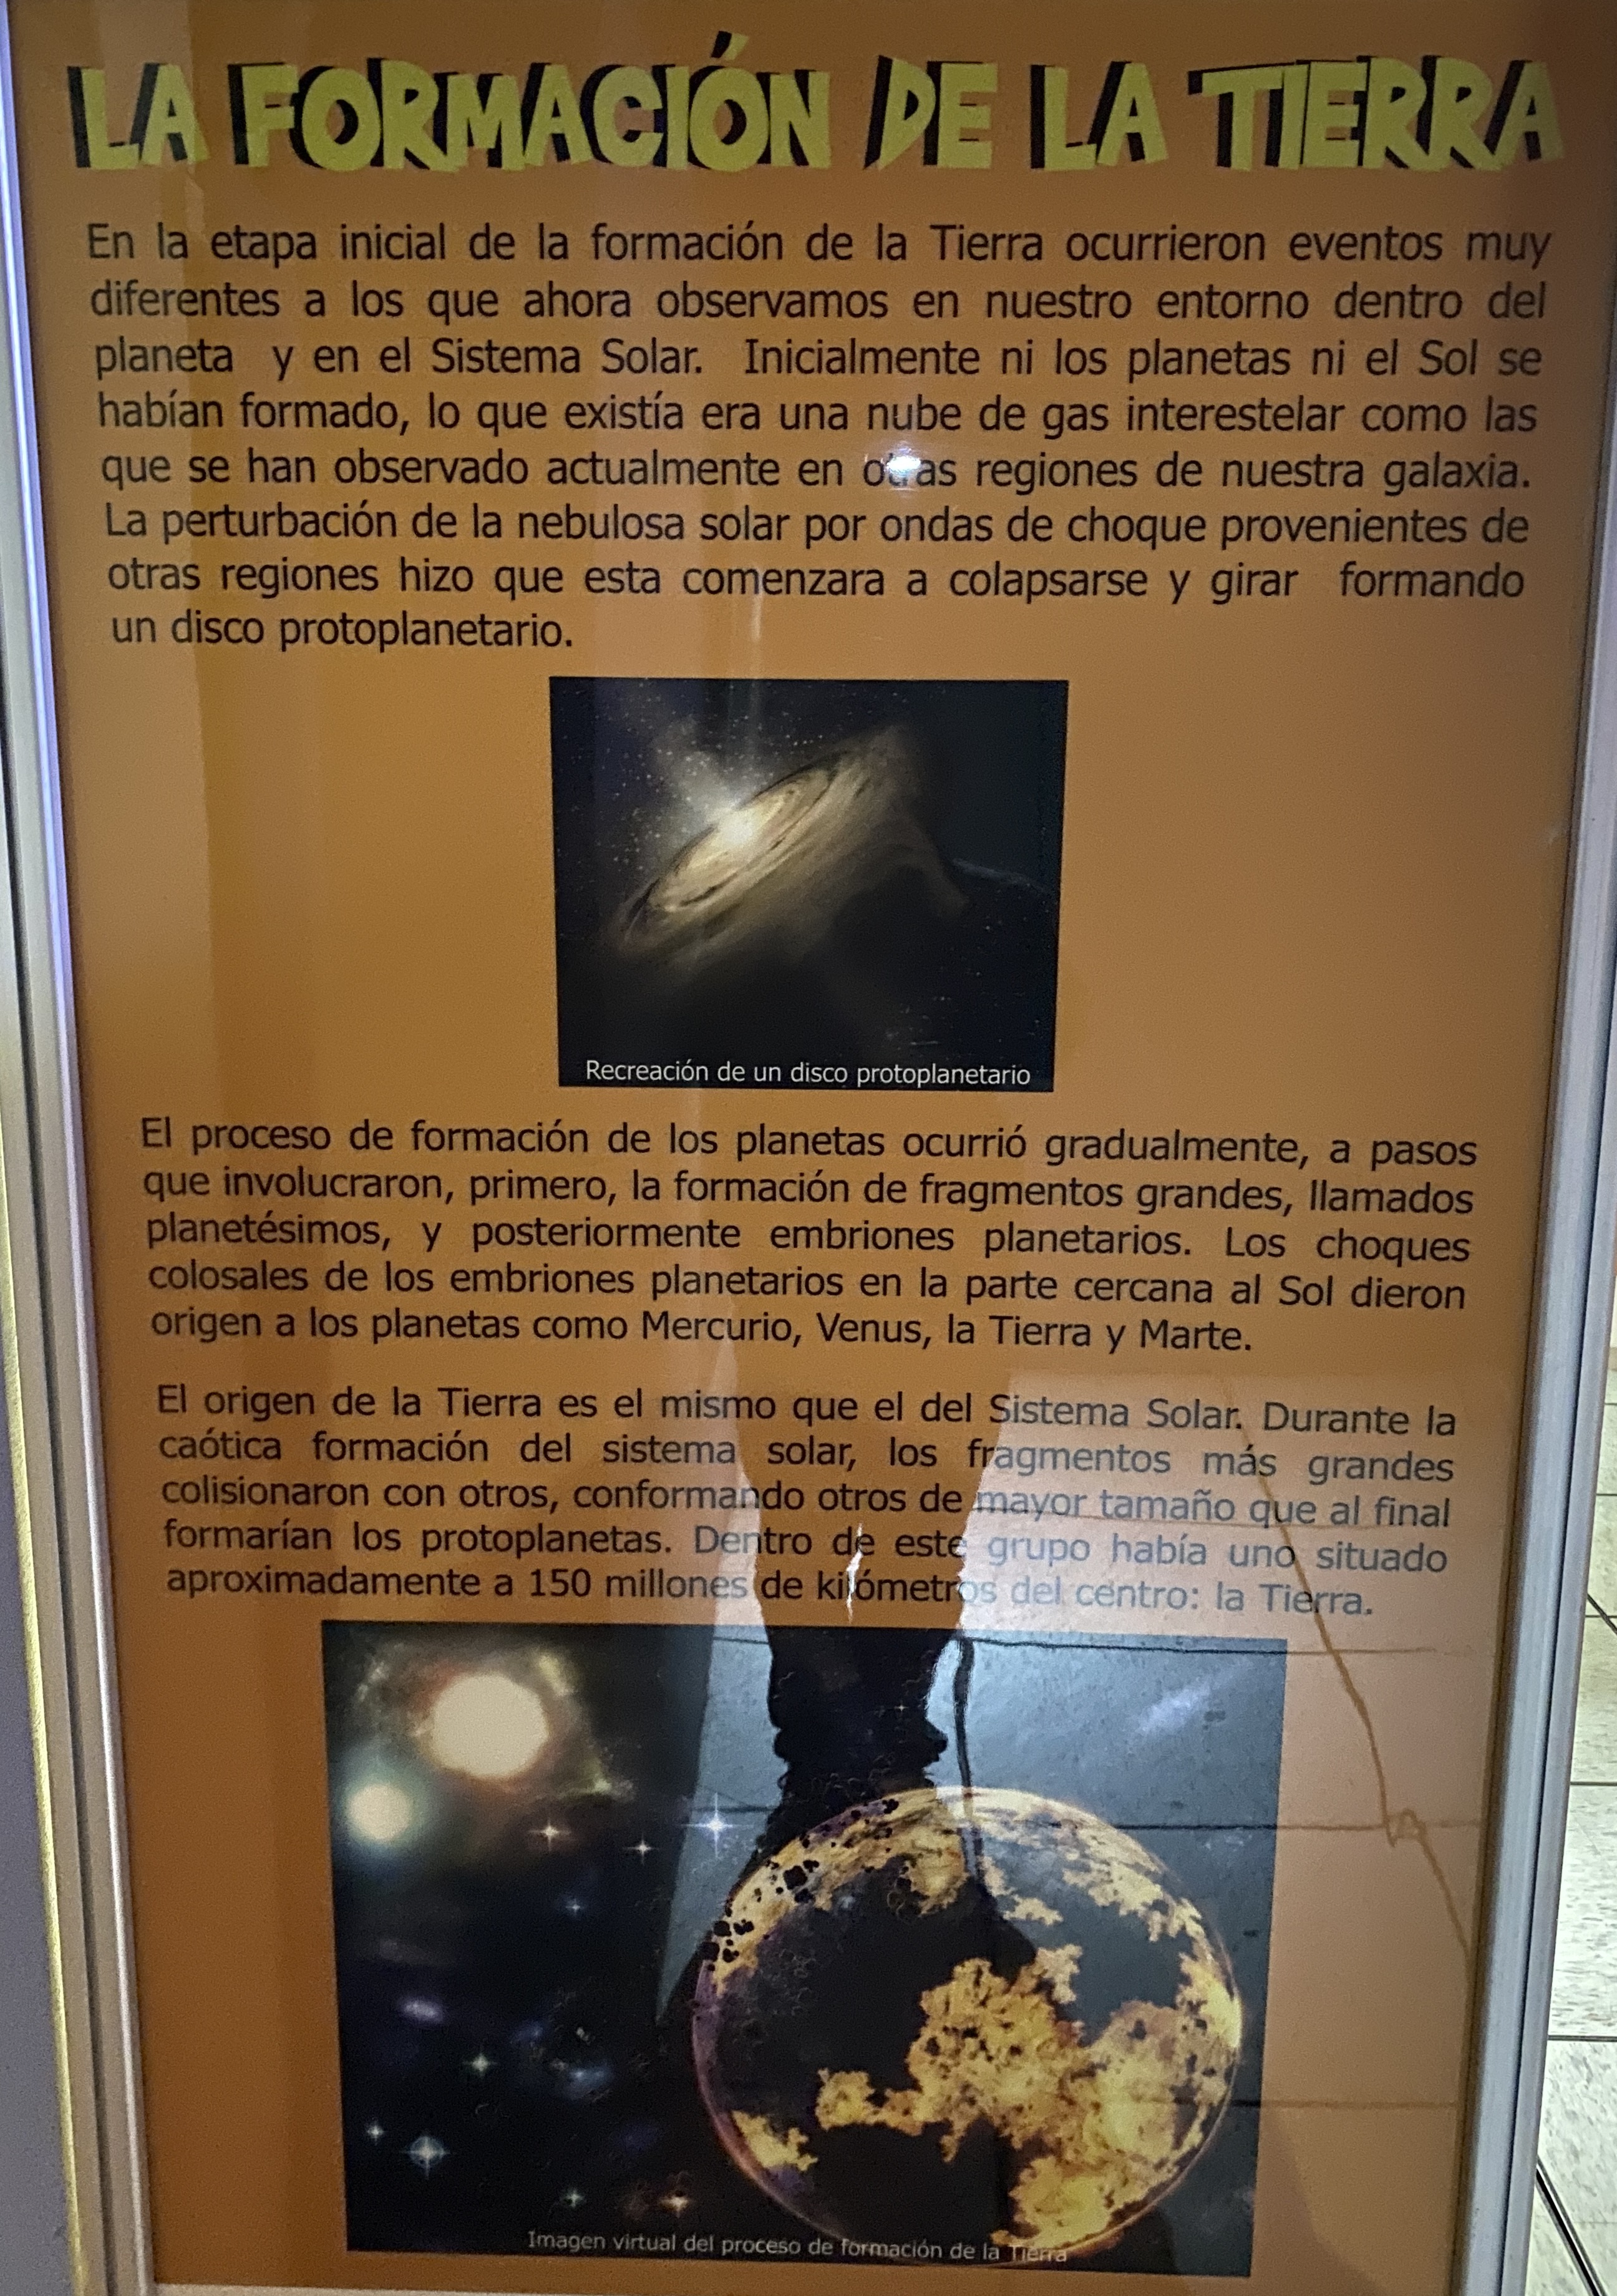 LA FORMACIÓN DE LA TIERRA
En la etapa inicial de la formación de la Tierra ocurrieron eventos muy
diferentes a los que ahora observamos en nuestro entorno dentro del
planeta y en el Sistema Solar. Inicialmente ni los planetas ni el Sol se
habían formado, lo que existía era una nube de gas interestelar como las
que se han observado actualmente en otras regiones de nuestra galaxia.
La perturbación de la nebulosa solar por ondas de choque provenientes de
otras regiones hizo que esta comenzara a colapsarse y girar formando
un disco protoplanetario.
Recreación de un disco protoplanetario
El proceso de formación de los planetas ocurrió gradualmente, a pasos
que involucraron, primero, la formación de fragmentos grandes, llamados
planetésimos, y posteriormente embriones planetarios. Los choques
colosales de los embriones planetarios en la parte cercana al Sol dieron
origen a los planetas como Mercurio, Venus, la Tierra y Marte.
El origen de la Tierra es el mismo que el del Sistema Solar. Durante la
caótica formación del sistema solar, los fragmentos más grandes
colisionaron con otros, conformando otros de mayor tamaño que al final
formarían los protoplanetas. Dentro de este grupo había uno situado
aproximadamente a 150 millones de kilómetros del centro: la Tierra.
Imagen virtual del proceso de formación de la Tierra